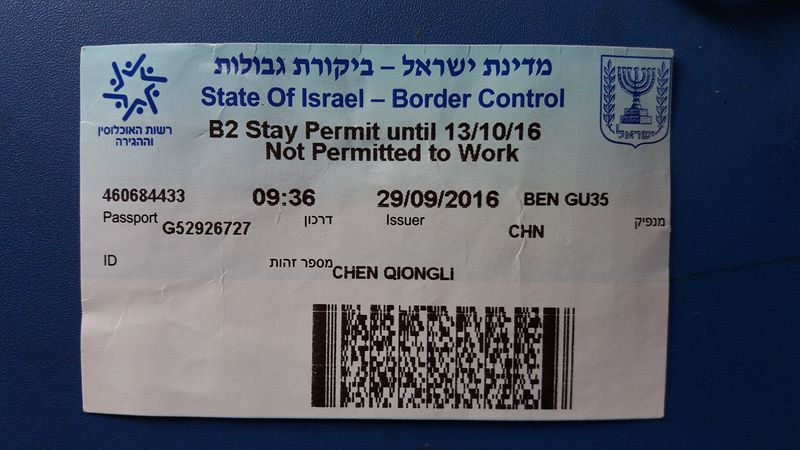 מדינת ישראל – ביקורת גבולות
State Of Israel – Border Control
רשות האוכלוסין
וההגירה
ישראל
B2 Stay Permit until 13/10/16
Not Permitted to Work
460684433 09:36 29/09/2016 BEN GU35
Passport G52926727 דרכון Issuer CHN מנפיק
ID מספר זהות CHEN QIONGLI